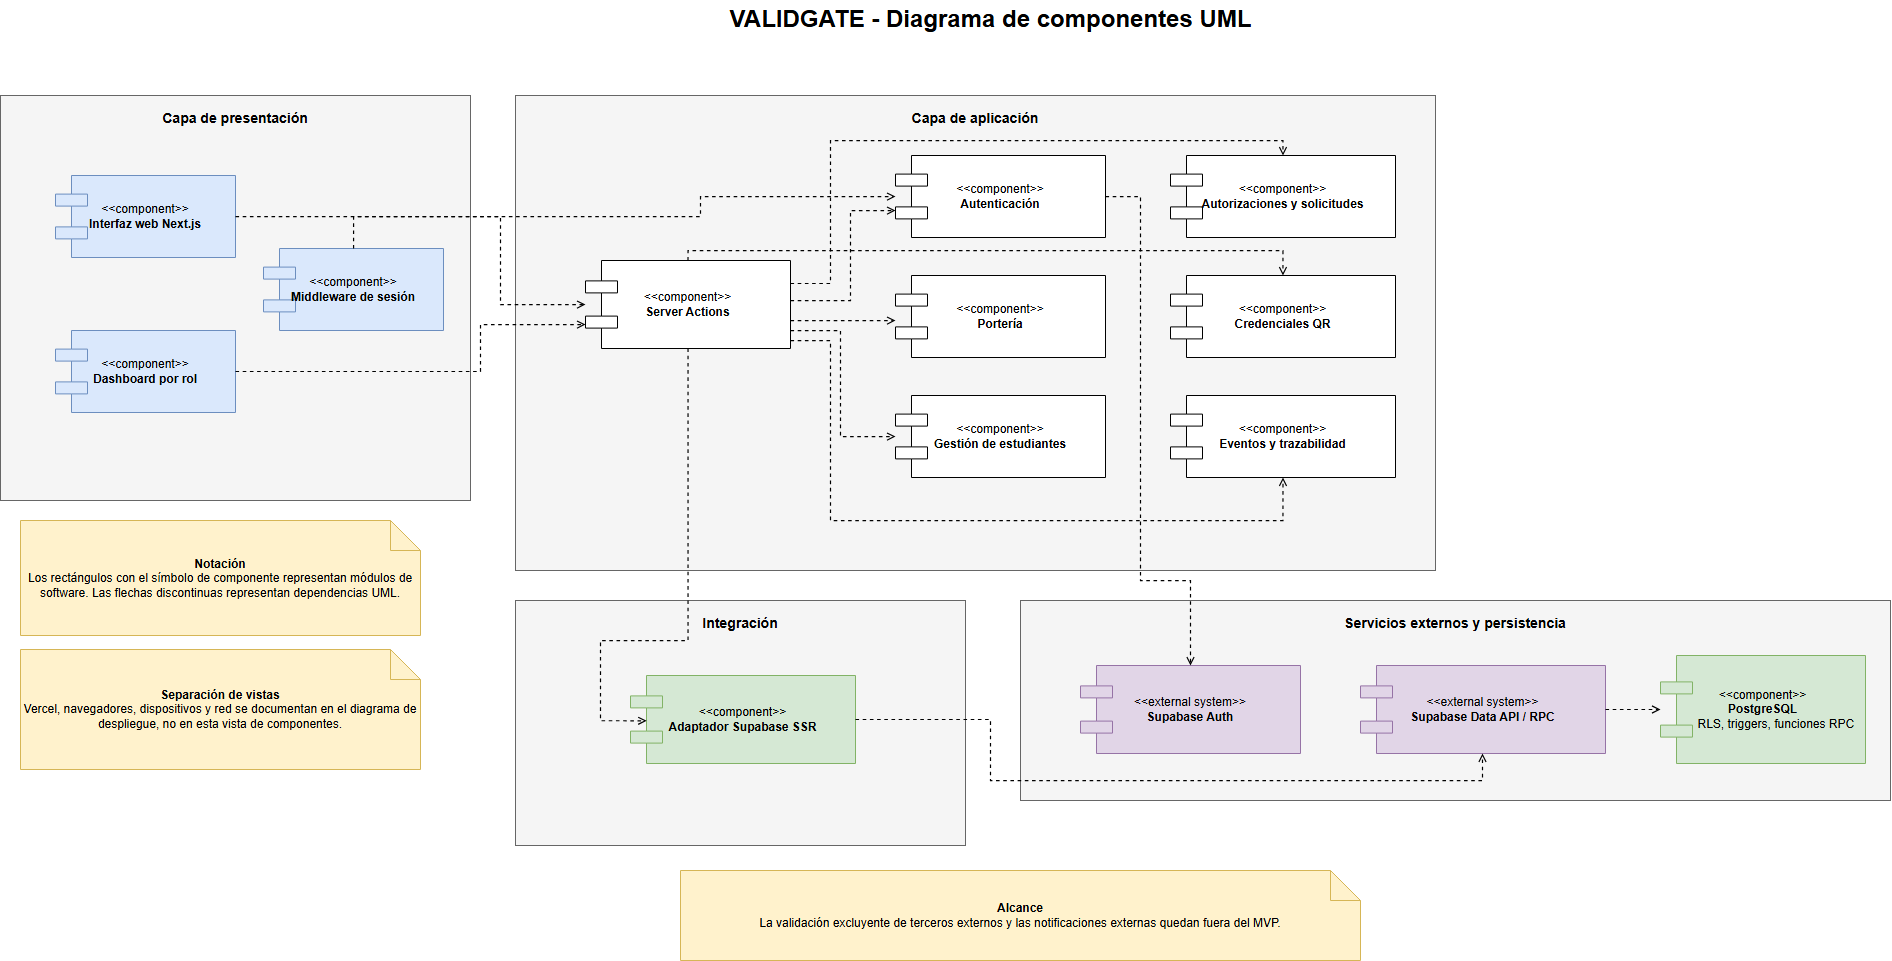 VALIDGATE - Diagrama de componentes UML
Capa de presentación
<<component>>
Interfaz web Next.js
<<component>>
Middleware de sesión
<<component>>
Dashboard por rol
Capa de aplicación
<<component>>
Server Actions
<<component>>
Autenticación
<<component>>
Autorizaciones y solicitudes
<<component>>
Portería
<<component>>
Credenciales QR
<<component>>
Gestión de estudiantes
<<component>>
Eventos y trazabilidad
Notación
Los rectángulos con el símbolo de componente representan módulos de
software. Las flechas discontinuas representan dependencias UML.
Separación de vistas
Vercel, navegadores, dispositivos y red se documentan en el diagrama de
despliegue, no en esta vista de componentes.
Integración
<<component>>
Adaptador Supabase SSR
Servicios externos y persistencia
<<external system>>
Supabase Auth
<<external system>>
Supabase Data API / RPC
<<component>>
PostgreSQL
RLS, triggers, funciones RPC
Alcance
La validación excluyente de terceros externos y las notificaciones externas quedan fuera del MVP.